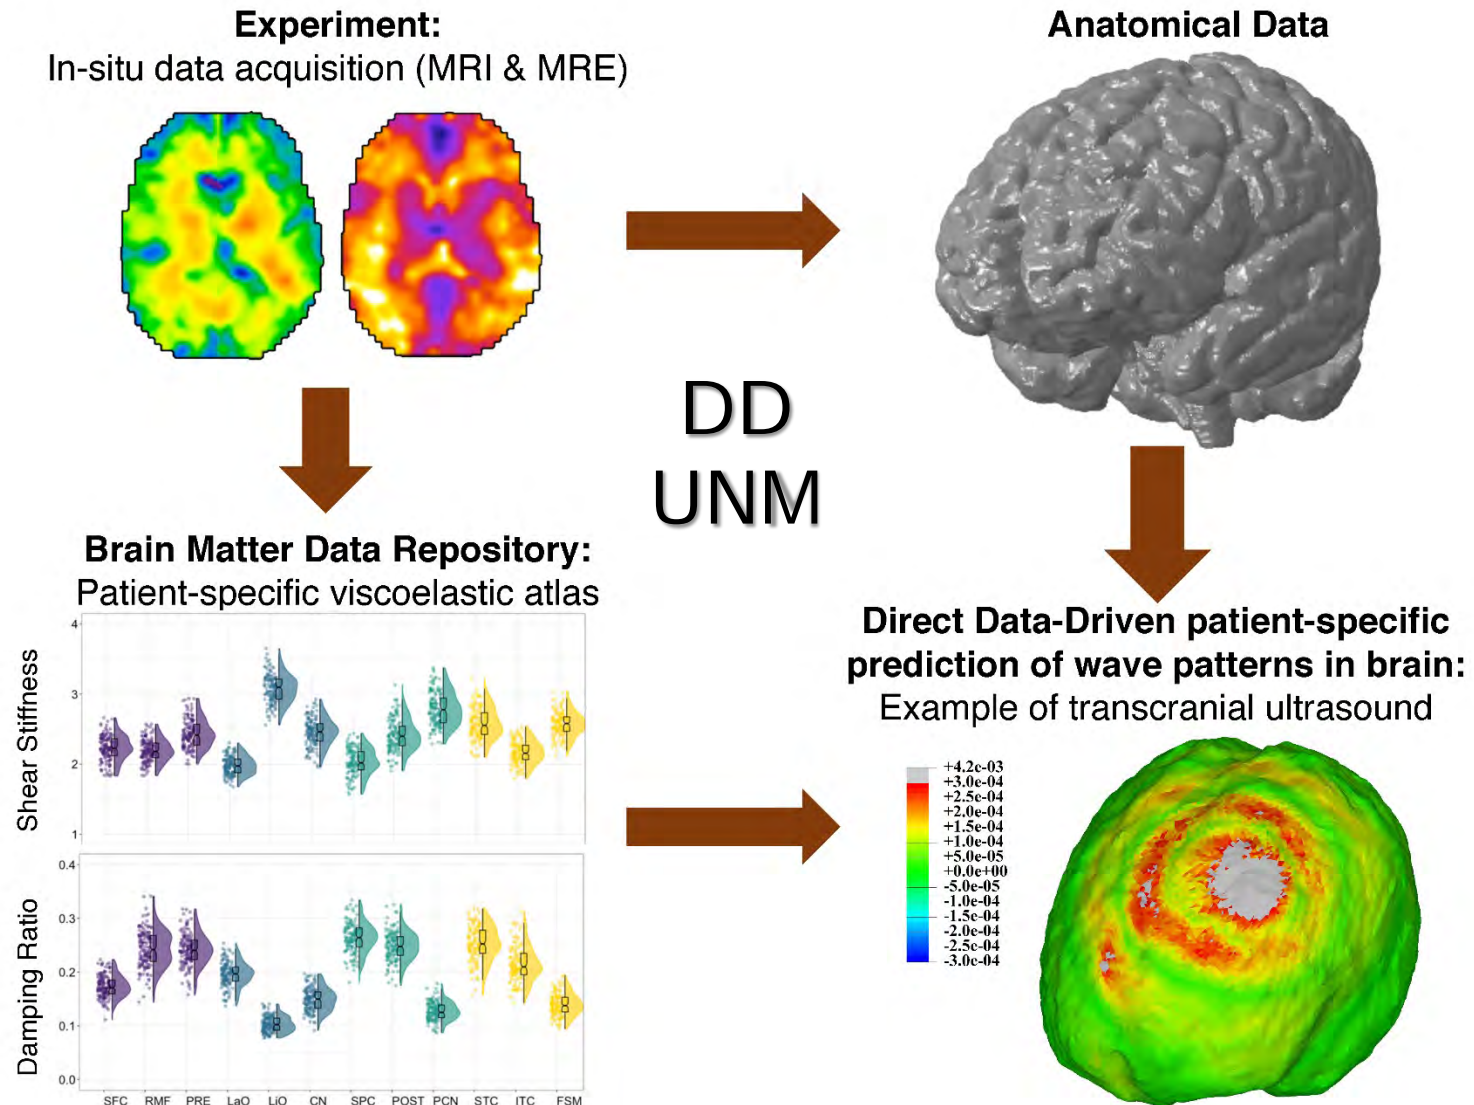 Experiment:
In-situ data acquisition (MRI & MRE)
Anatomical Data
DD
UNM
Brain Matter Data Repository:
Patient-specific viscoelastic atlas
Shear Stiffness
4
3
2
1
Damping Ratio
0.4
0.3
0.2
0.1
0.0
SFC RMF PRE LaO LiO CN SPC POST PCN STC ITC FSM
Direct Data-Driven patient-specific
prediction of wave patterns in brain:
Example of transcranial ultrasound
+4.2e-03
+3.0e-04
+2.5e-04
+2.0e-04
+1.5e-04
+1.0e-04
+5.0e-05
+0.0e+00
-5.0e-05
-1.0e-04
-1.5e-04
-2.0e-04
-2.5e-04
-3.0e-04